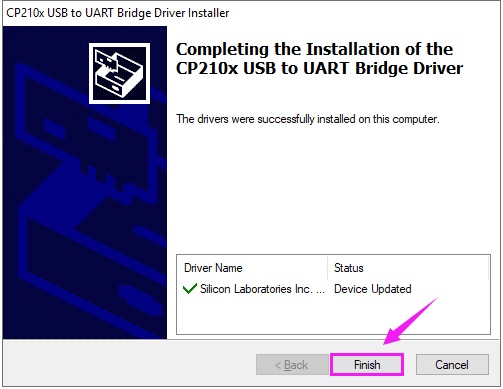 CP210x USB to UART Bridge Driver Installer
Completing the Installation of the
CP210x USB to UART Bridge Driver
The drivers were successfully installed on this computer.
Driver Name Status
Silicon Laboratories Inc. ... Device Updated
< Back Finish Cancel